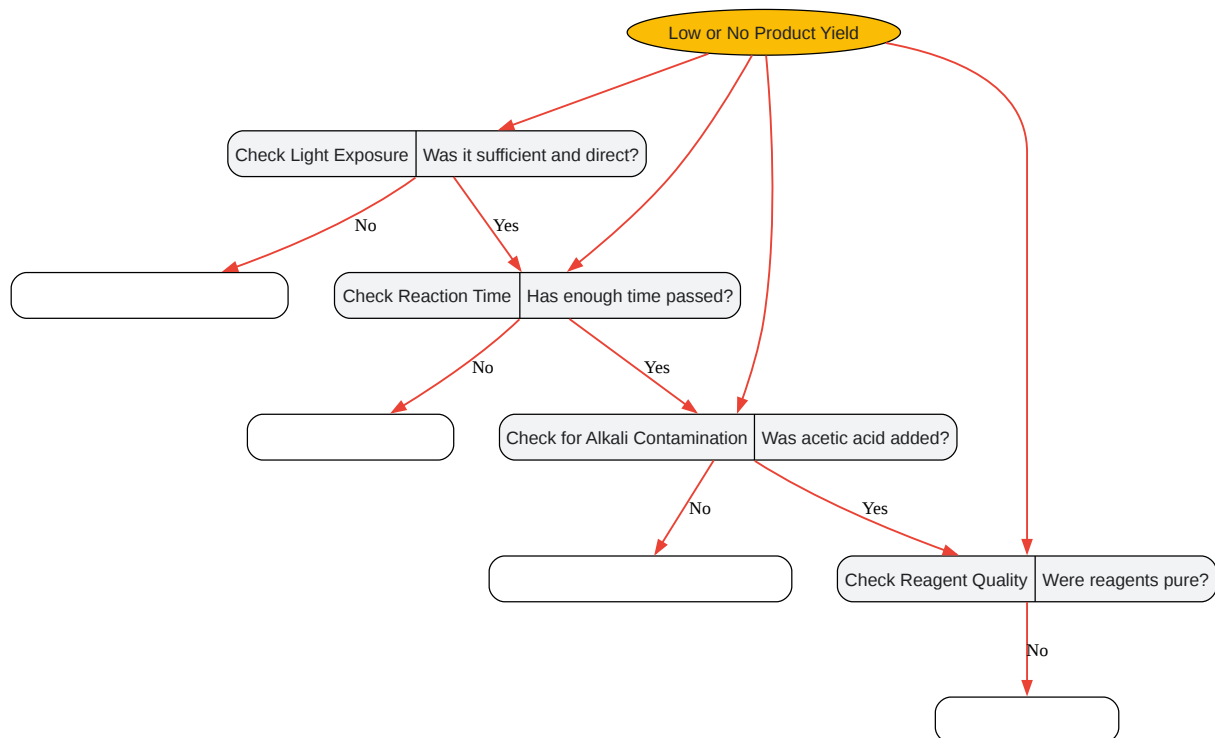 Low or No Product Yield
Check Light Exposure
Was it sufficient and direct?
No
Yes
Check Reaction Time
Has enough time passed?
No
Yes
Check for Alkali Contamination
Was acetic acid added?
No
Yes
Check Reagent Quality
Were reagents pure?
No